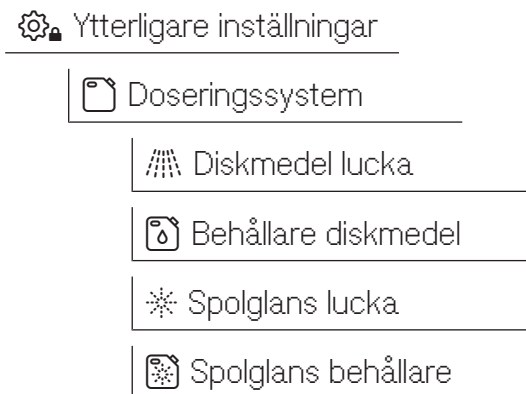 Ytterligare inställningar
Doseringssystem
Diskmedel lucka
Behållare diskmedel
Spolglans lucka
Spolglans behållare